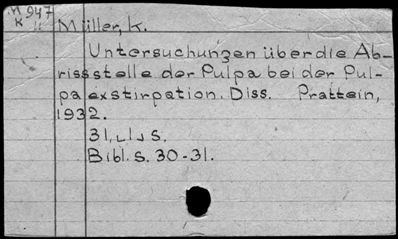 M 947
K
Müller, K.
Untersuchungen über die Ab-
rissstelle der Pulpa bei der Pul-
pa exstirpation. Diss. Prattein,
1932.
31, S.
Bibl. S. 30-31.